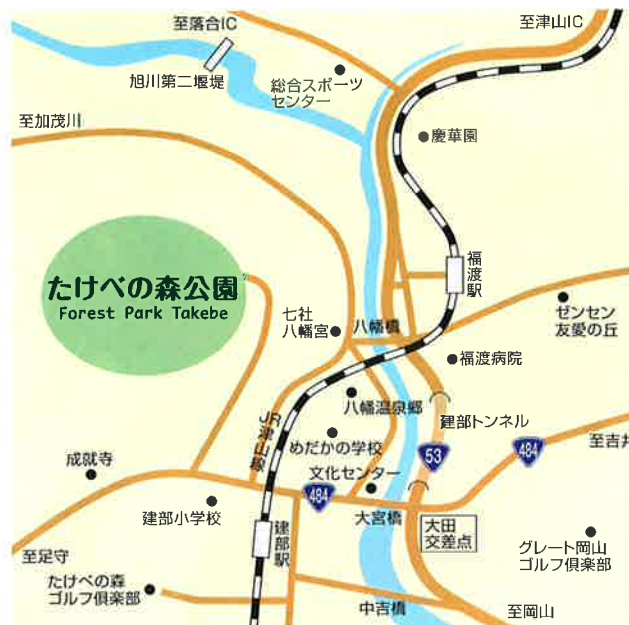 至落合IC
至津山IC
旭川第二堰堤
総合スポーツ
センター
至加茂川
慶華園
たけべの森公園
Forest Park Takebe
福渡駅
七社
八幡宮
八幡橋
ゼンセン
友愛の丘
福渡病院
八幡温泉郷
JR津山線
建部トンネル
めだかの学校
53
484
至吉井
成就寺
文化センター
484
大宮橋
建部小学校
建部駅
大田
交差点
グレート岡山
ゴルフ倶楽部
至足守
たけべの森
ゴルフ倶楽部
中吉橋
至岡山